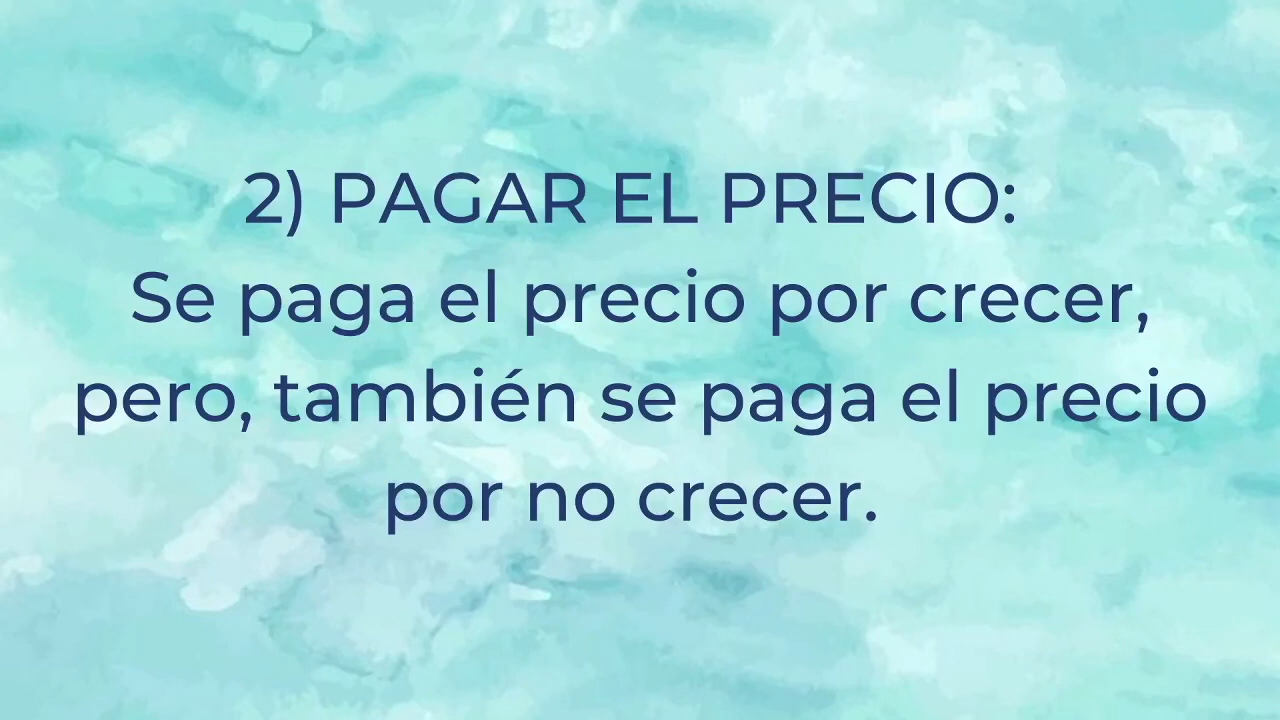 2) PAGAR EL PRECIO:
Se paga el precio por crecer,
pero, también se paga el precio
por no crecer.